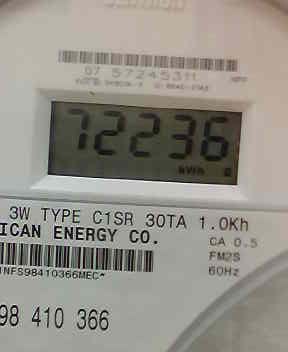 07 57245311
72236
kWh
3W TYPE C1SR 30TA 1.0Kh
ICAN ENERGY CO.
CA 0.5
FM2S
60Hz
INFS98410366MEC*
98 410 366